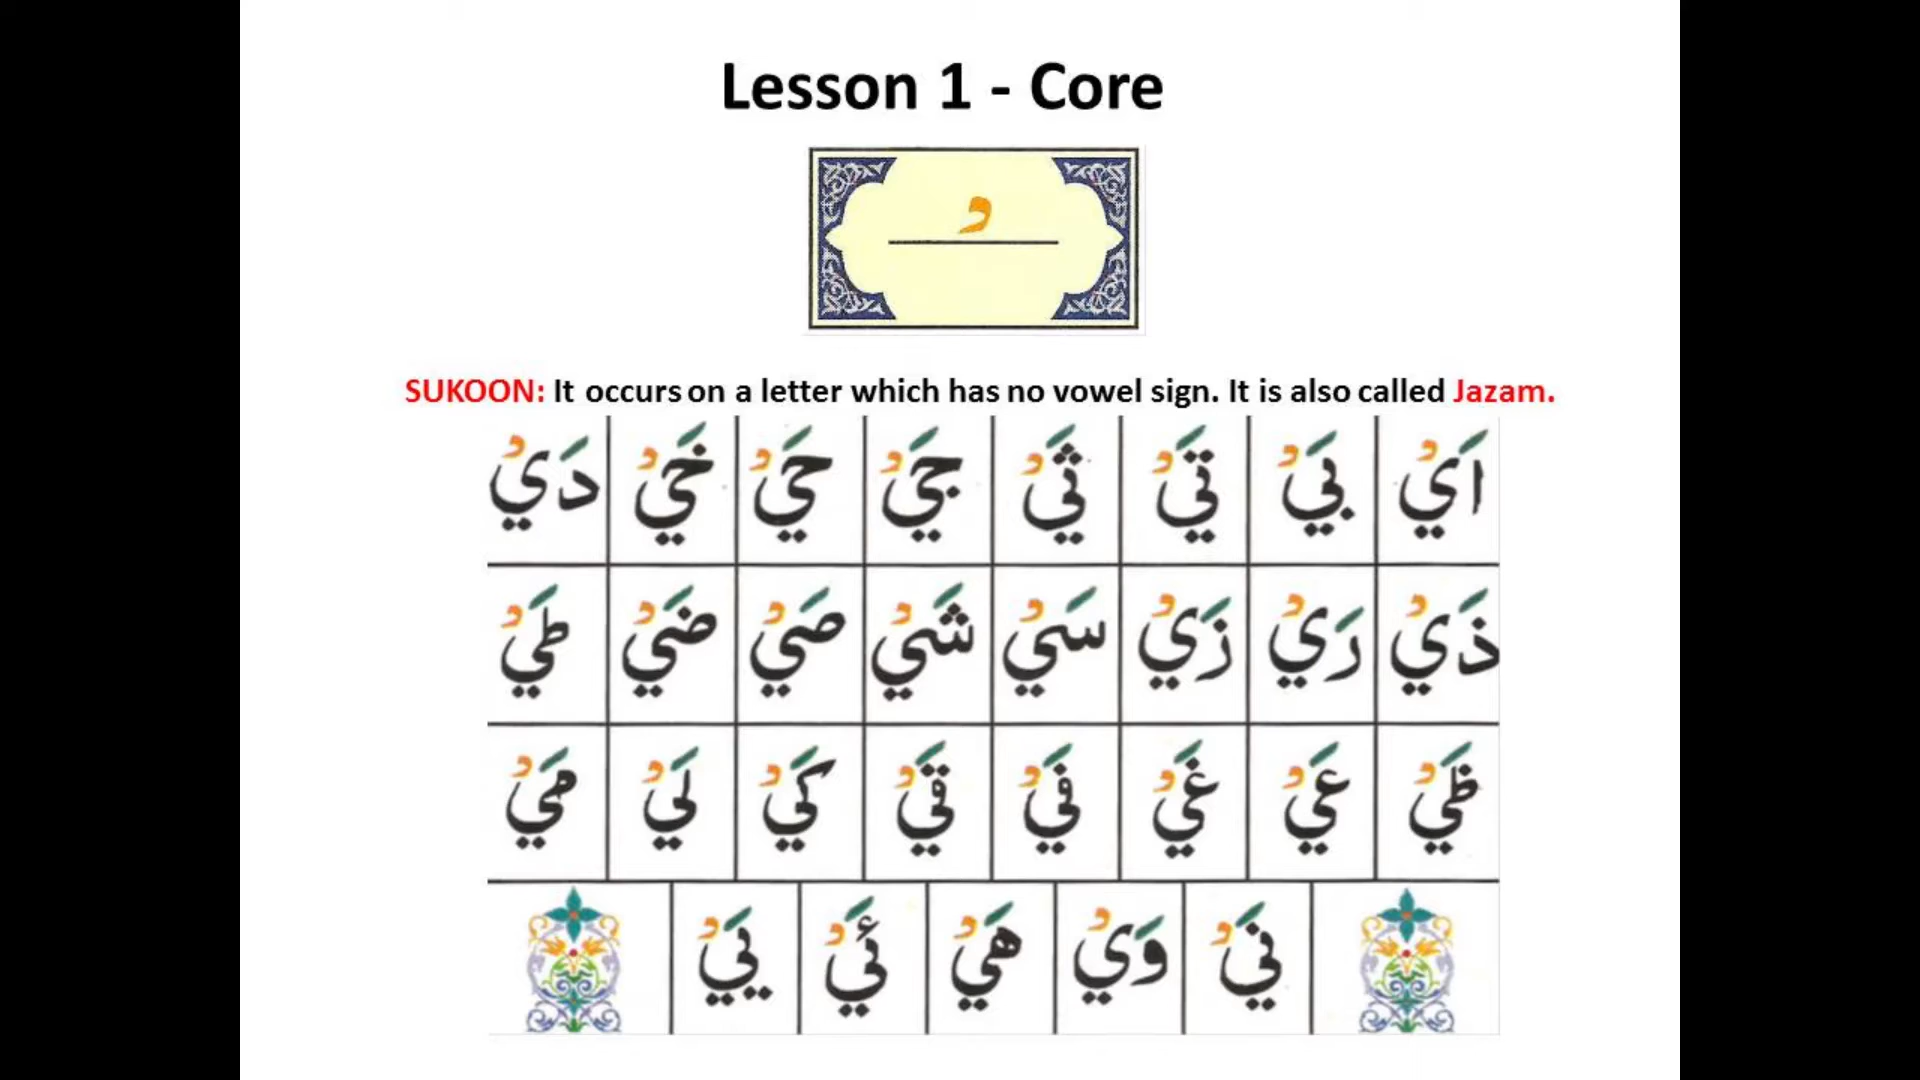 Lesson 1 - Core
ْ
SUKOON: It occurs on a letter which has no vowel sign. It is also called Jazam.
اَيْ بَيْ تَيْ ثَيْ جَيْ حَيْ خَيْ دَيْ
ذَيْ رَيْ زَيْ سَيْ شَيْ صَيْ ضَيْ طَيْ
ظَيْ عَيْ غَيْ فَيْ قَيْ كَيْ لَيْ مَيْ
نَيْ وَيْ هَيْ ئَيْ يَيْ